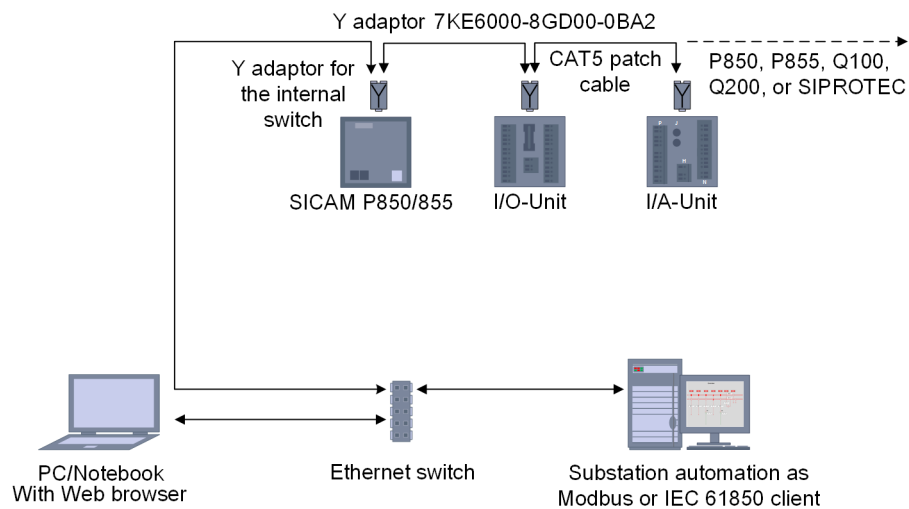 Y adaptor 7KE6000-8GD00-0BA2
Y adaptor for
the internal
switch
CAT5 patch
cable
P850, P855, Q100,
Q200, or SIPROTEC
SICAM P850/855
I/O-Unit
I/A-Unit
PC/Notebook
With Web browser
Ethernet switch
Substation automation as
Modbus or IEC 61850 client